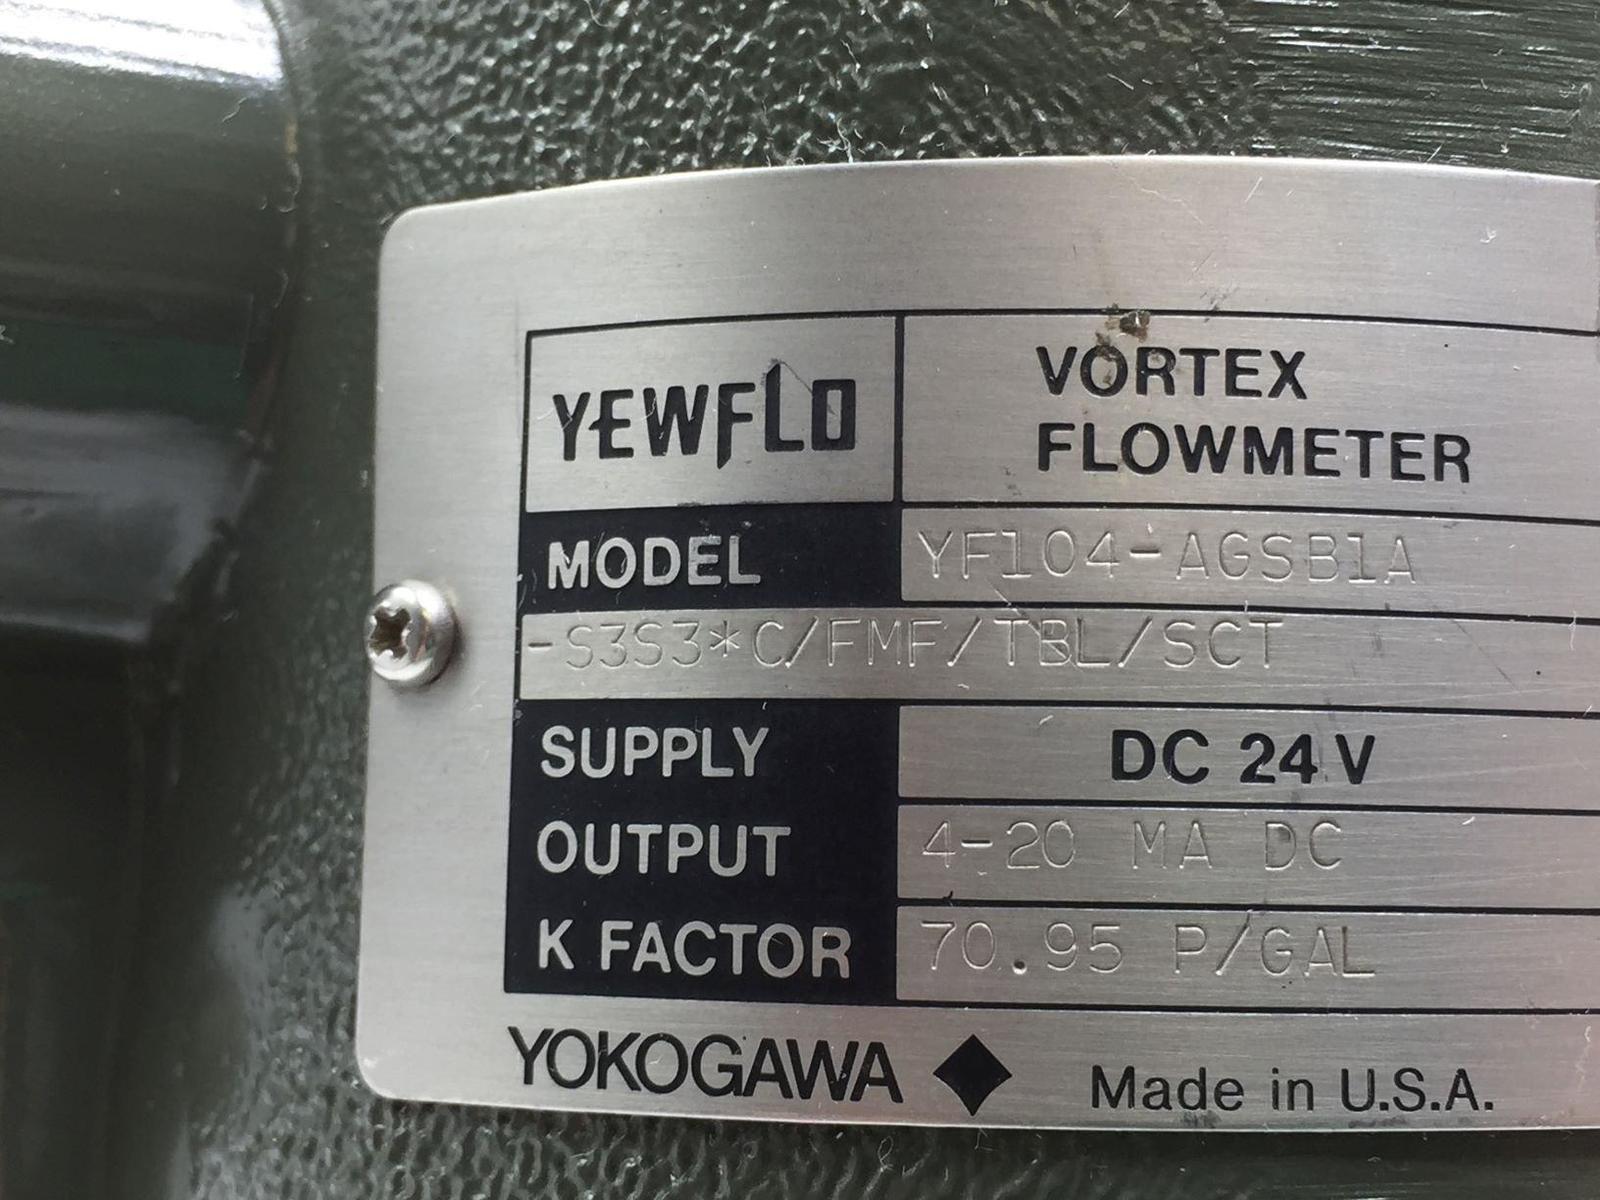 YEWFLO
VORTEX
FLOWMETER
MODEL YF104-AGSB1A
-S3S3*C/FMF/TBL/SCT
SUPPLY DC 24 V
OUTPUT 4-20 MA DC
K FACTOR 70.95 P/GAL
YOKOGAWA ◆ Made in U.S.A.